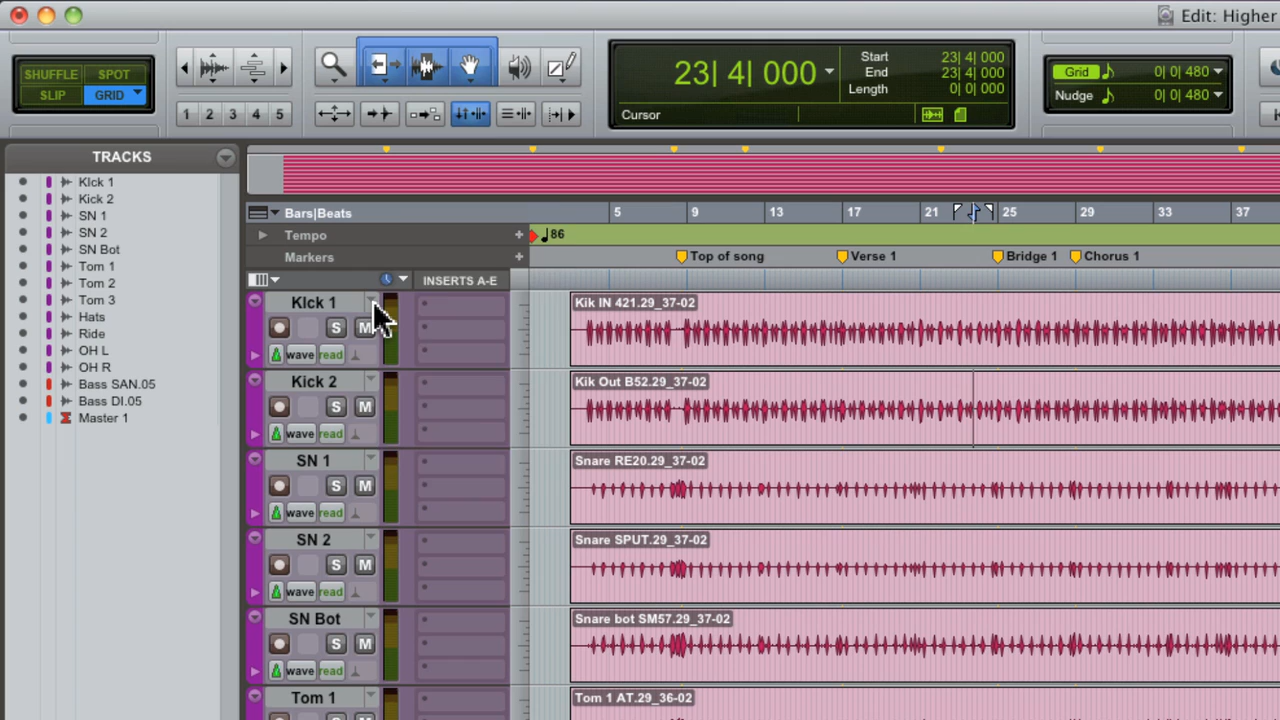 Edit: Higher
SHUFFLE SPOT
SLIP GRID
1 2 3 4 5
23| 4| 000
Start 23| 4| 000
End 23| 4| 000
Length 0| 0| 000
Cursor
Grid 0| 0| 480
Nudge 0| 0| 480
TRACKS
KIck 1
Kick 2
SN 1
SN 2
SN Bot
Tom 1
Tom 2
Tom 3
Hats
Ride
OH L
OH R
Bass SAN.05
Bass DI.05
Master 1
Bars|Beats 5 9 13 17 21 25 29 33 37
Tempo 86
Markers Top of song Verse 1 Bridge 1 Chorus 1
INSERTS A-E
KIck 1 Kik IN 421.29_37-02
S M
wave read
Kick 2 Kik Out B52.29_37-02
S M
wave read
SN 1 Snare RE20.29_37-02
S M
wave read
SN 2 Snare SPUT.29_37-02
S M
wave read
SN Bot Snare bot SM57.29_37-02
S M
wave read
Tom 1 Tom 1 AT.29_36-02